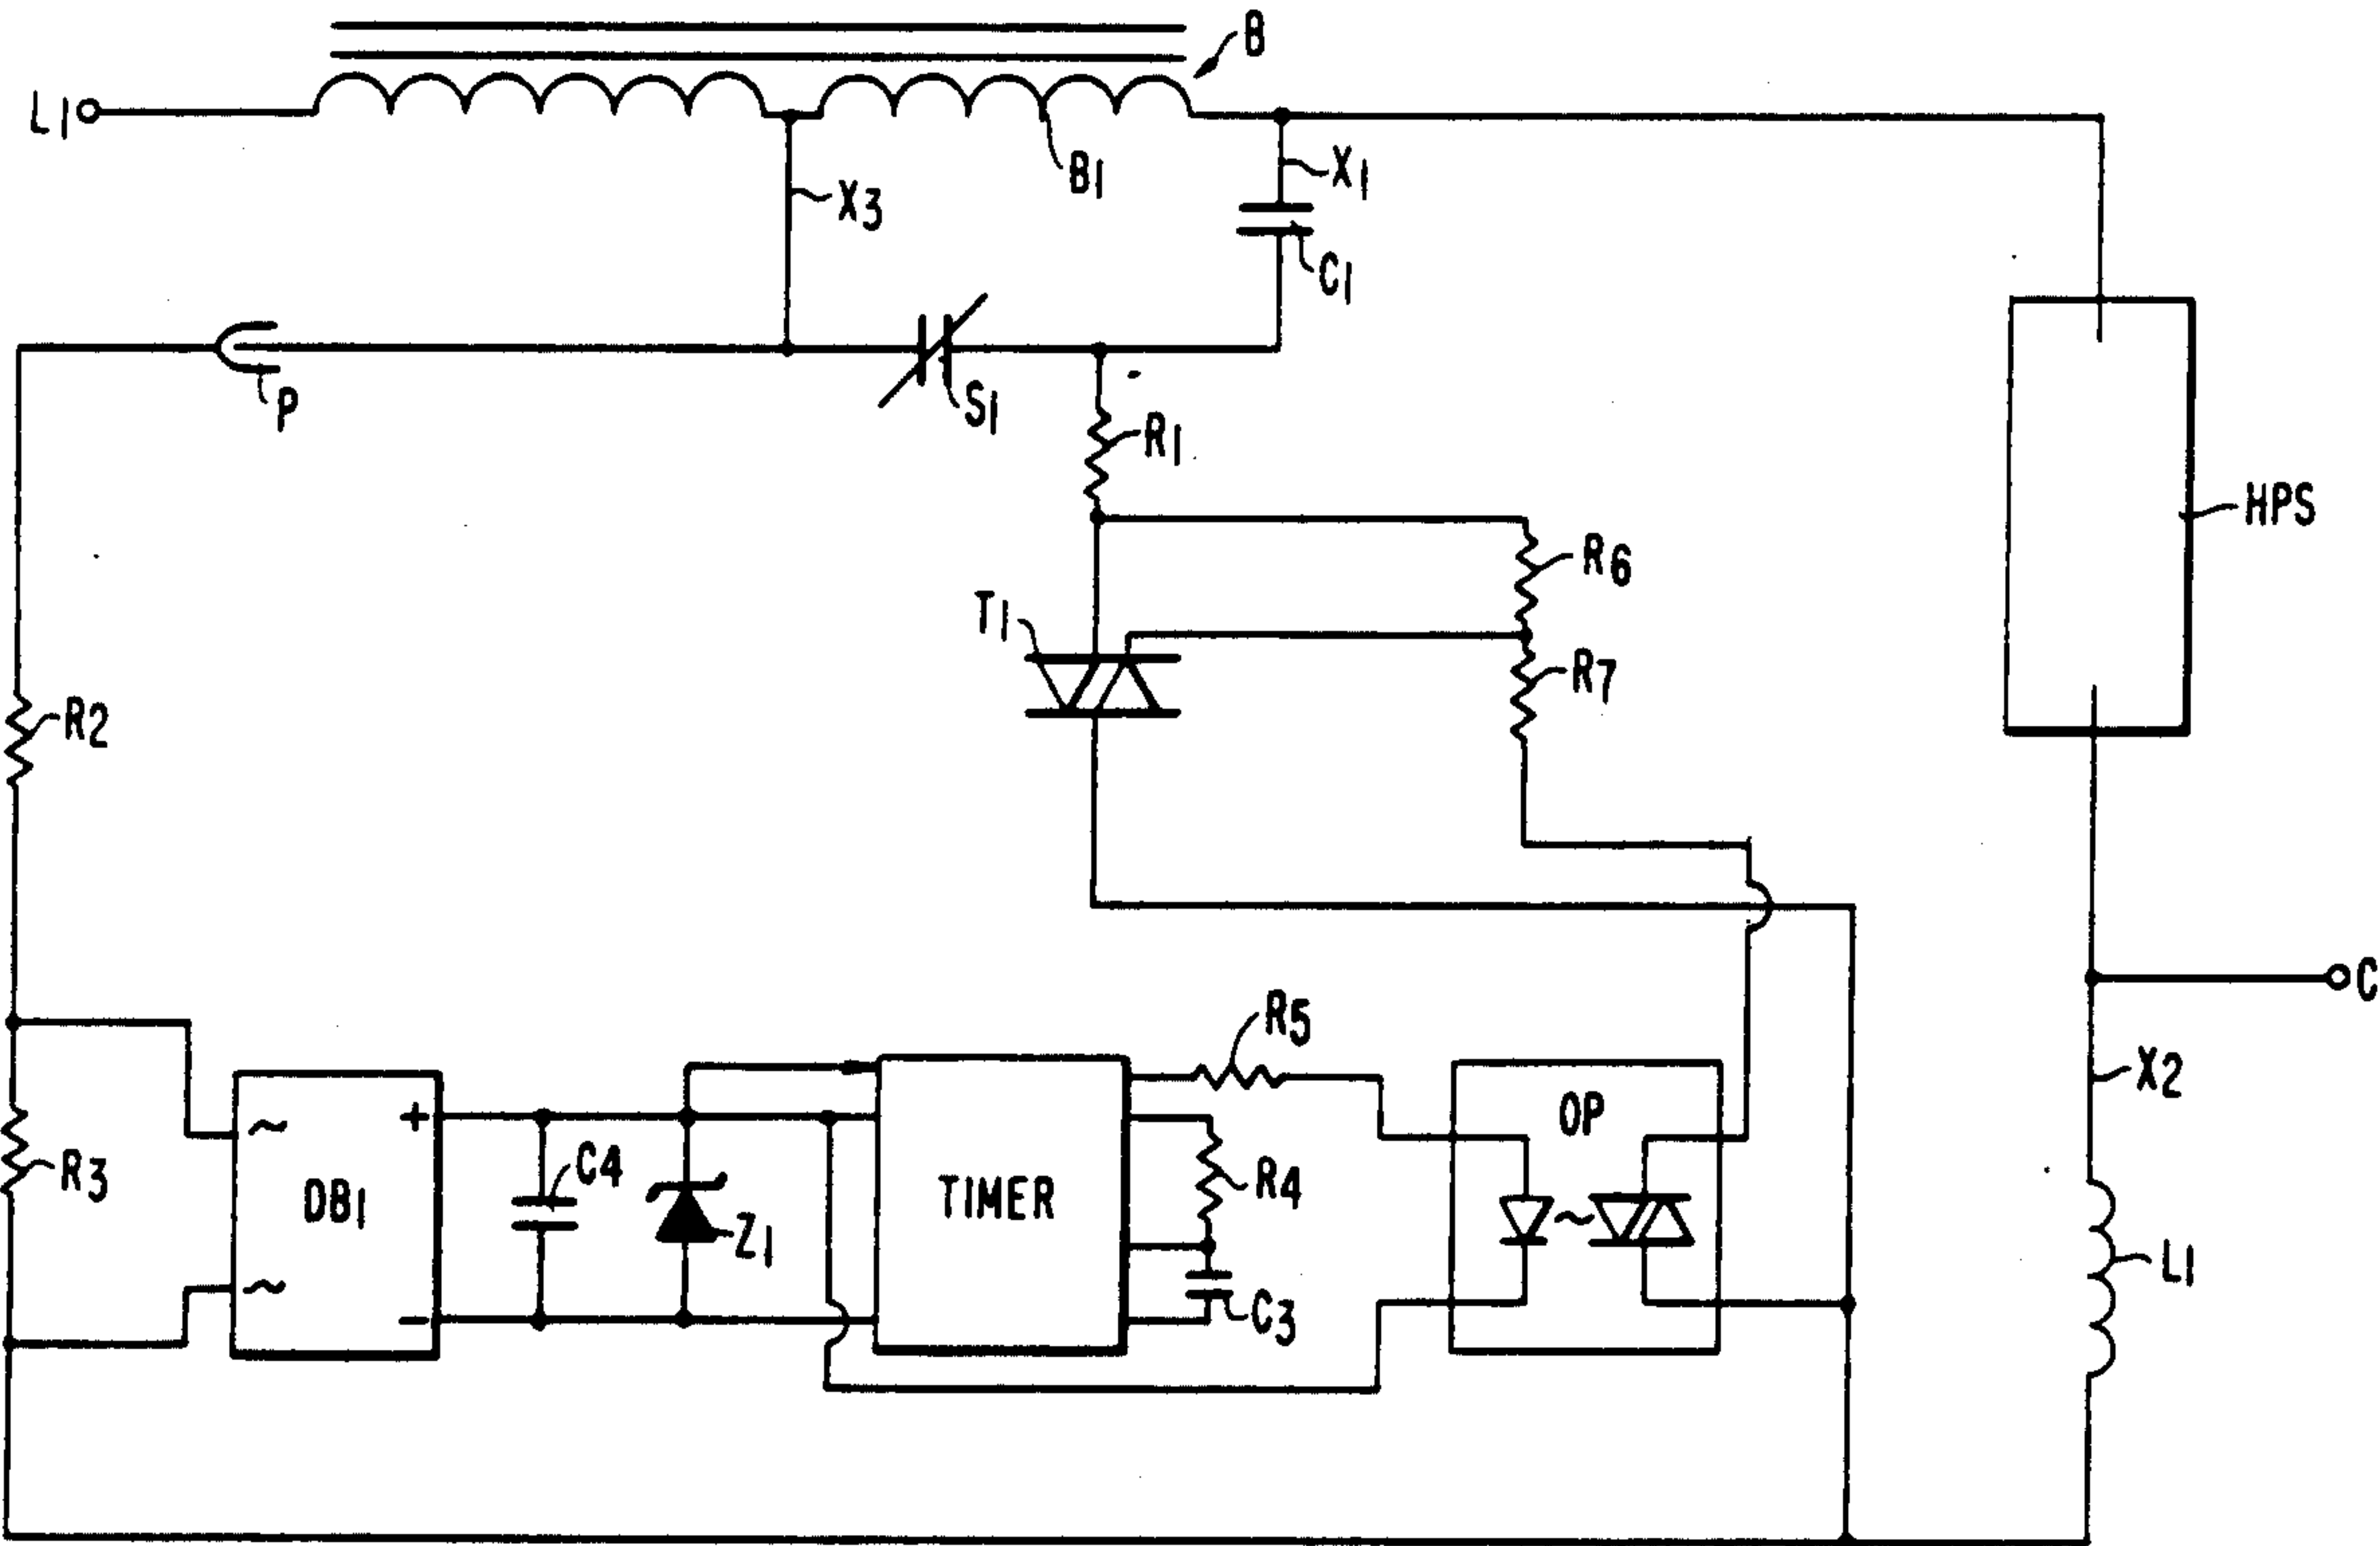 B
L1
B1
X1
X3
C1
P
S1
R1
HPS
R6
T1
R7
R2
C
R5
X2
OP
~
+
C4
R4
R3
DB1
TIMER
~
Z1
L1
~
C3
−